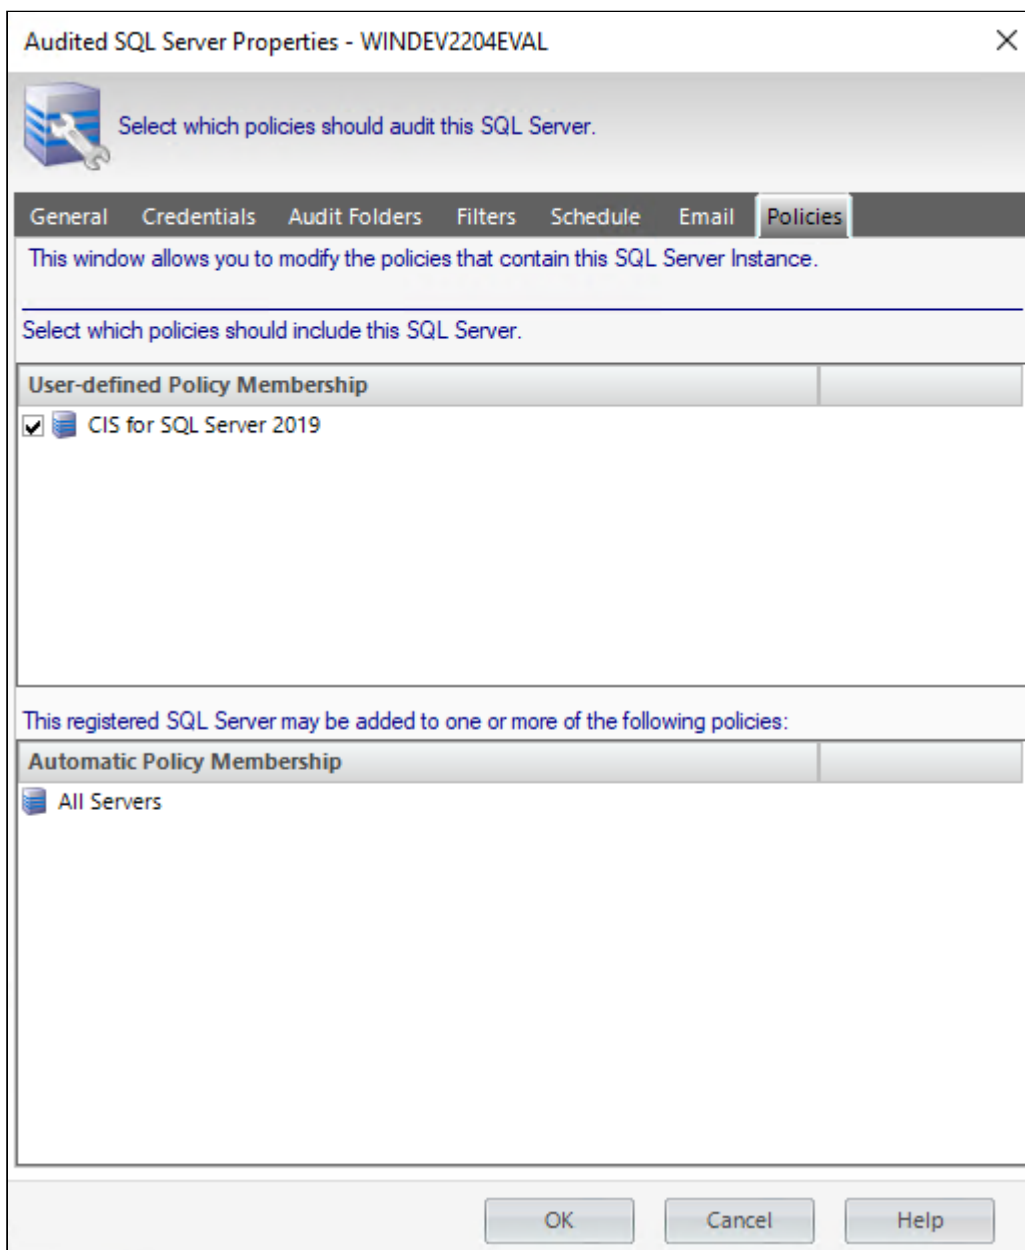 Audited SQL Server Properties - WINDEV2204EVAL
Select which policies should audit this SQL Server.
General Credentials Audit Folders Filters Schedule Email Policies
This window allows you to modify the policies that contain this SQL Server Instance.
Select which policies should include this SQL Server.
User-defined Policy Membership
CIS for SQL Server 2019
This registered SQL Server may be added to one or more of the following policies:
Automatic Policy Membership
All Servers
OK Cancel Help